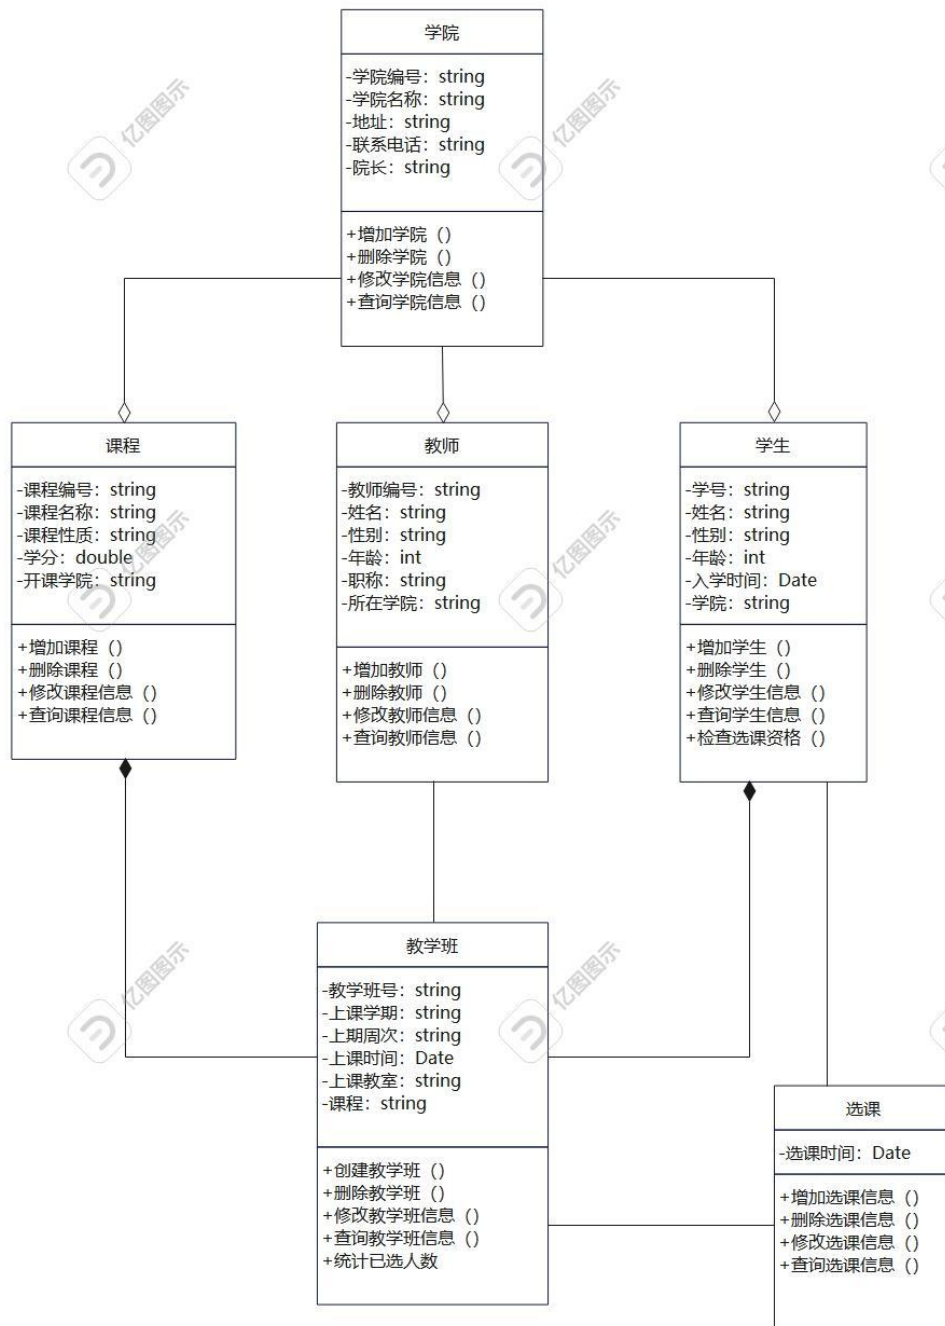 学院
-学院编号：string
-学院名称：string
-地址：string
-联系电话：string
-院长：string
+增加学院（）
+删除学院（）
+修改学院信息（）
+查询学院信息（）
课程
-课程编号：string
-课程名称：string
-课程性质：string
-学分：double
-开课学院：string
+增加课程（）
+删除课程（）
+修改课程信息（）
+查询课程信息（）
教师
-教师编号：string
-姓名：string
-性别：string
-年龄：int
-职称：string
-所在学院：string
+增加教师（）
+删除教师（）
+修改教师信息（）
+查询教师信息（）
学生
-学号：string
-姓名：string
-性别：string
-年龄：int
-入学时间：Date
-学院：string
+增加学生（）
+删除学生（）
+修改学生信息（）
+查询学生信息（）
+检查选课资格（）
教学班
-教学班号：string
-上课学期：string
-上期周次：string
-上课时间：Date
-上课教室：string
-课程：string
+创建教学班（）
+删除教学班（）
+修改教学班信息（）
+查询教学班信息（）
+统计已选人数
选课
-选课时间：Date
+增加选课信息（）
+删除选课信息（）
+修改选课信息（）
+查询选课信息（）
亿图图示
亿图图示
亿图图示
亿图图示
亿图图示
亿图图示